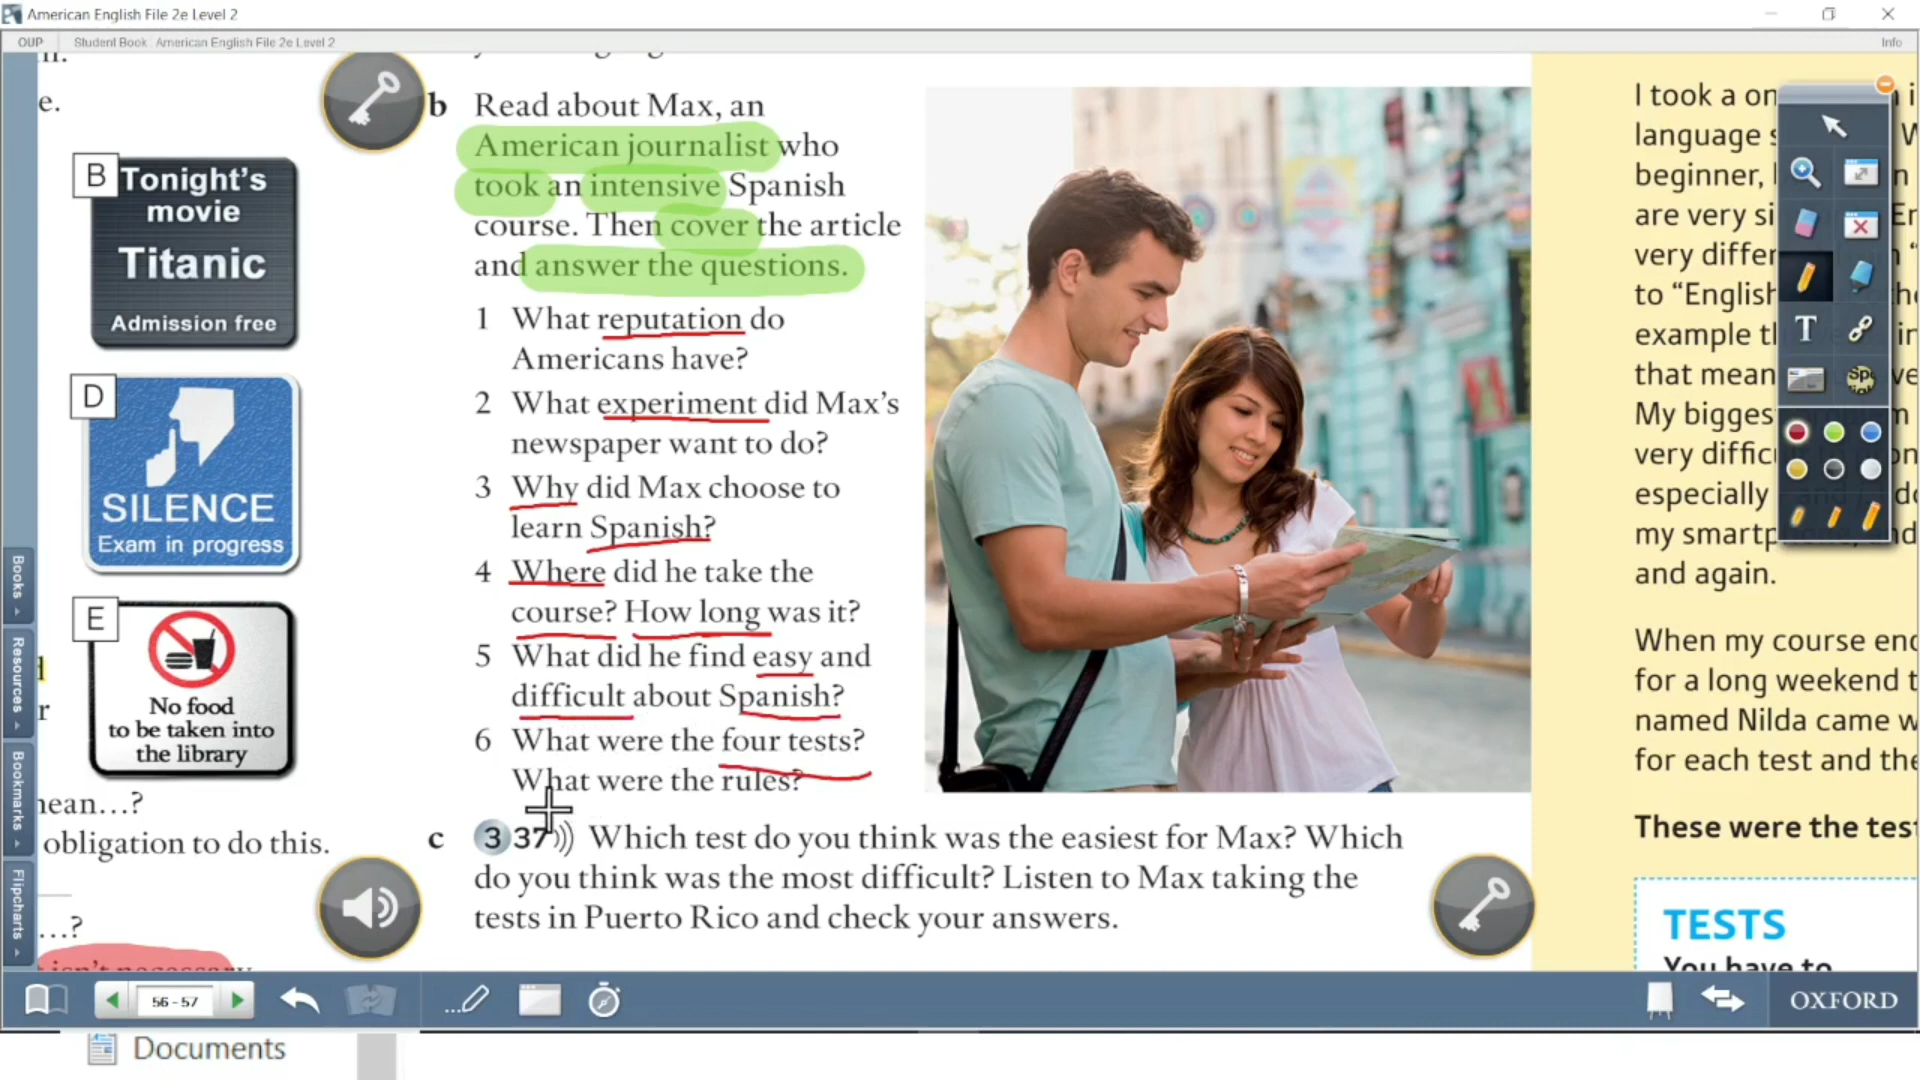 American English File 2e Level 2
OUP
Student Book . American English File 2e Level 2
Info
e.
B
Tonight's
movie
Titanic
Admission free
D
SILENCE
Exam in progress
E
No food
to be taken into
the library
mean…?
obligation to do this.
…?
isn't necessary
Books
Resources
Bookmarks
Flipcharts
b Read about Max, an
American journalist who
took an intensive Spanish
course. Then cover the article
and answer the questions.
1 What reputation do
Americans have?
2 What experiment did Max's
newspaper want to do?
3 Why did Max choose to
learn Spanish?
4 Where did he take the
course? How long was it?
5 What did he find easy and
difficult about Spanish?
6 What were the four tests?
What were the rules?
c 3 37 Which test do you think was the easiest for Max? Which
do you think was the most difficult? Listen to Max taking the
tests in Puerto Rico and check your answers.
I took a on
language s
beginner,
are very si
very differ
to "English
example th
that mean
My bigges
very diffic
especially
my smartp
and again.
When my course end
for a long weekend t
named Nilda came w
for each test and the
These were the test
TESTS
You have to
T
56 - 57
OXFORD
Documents